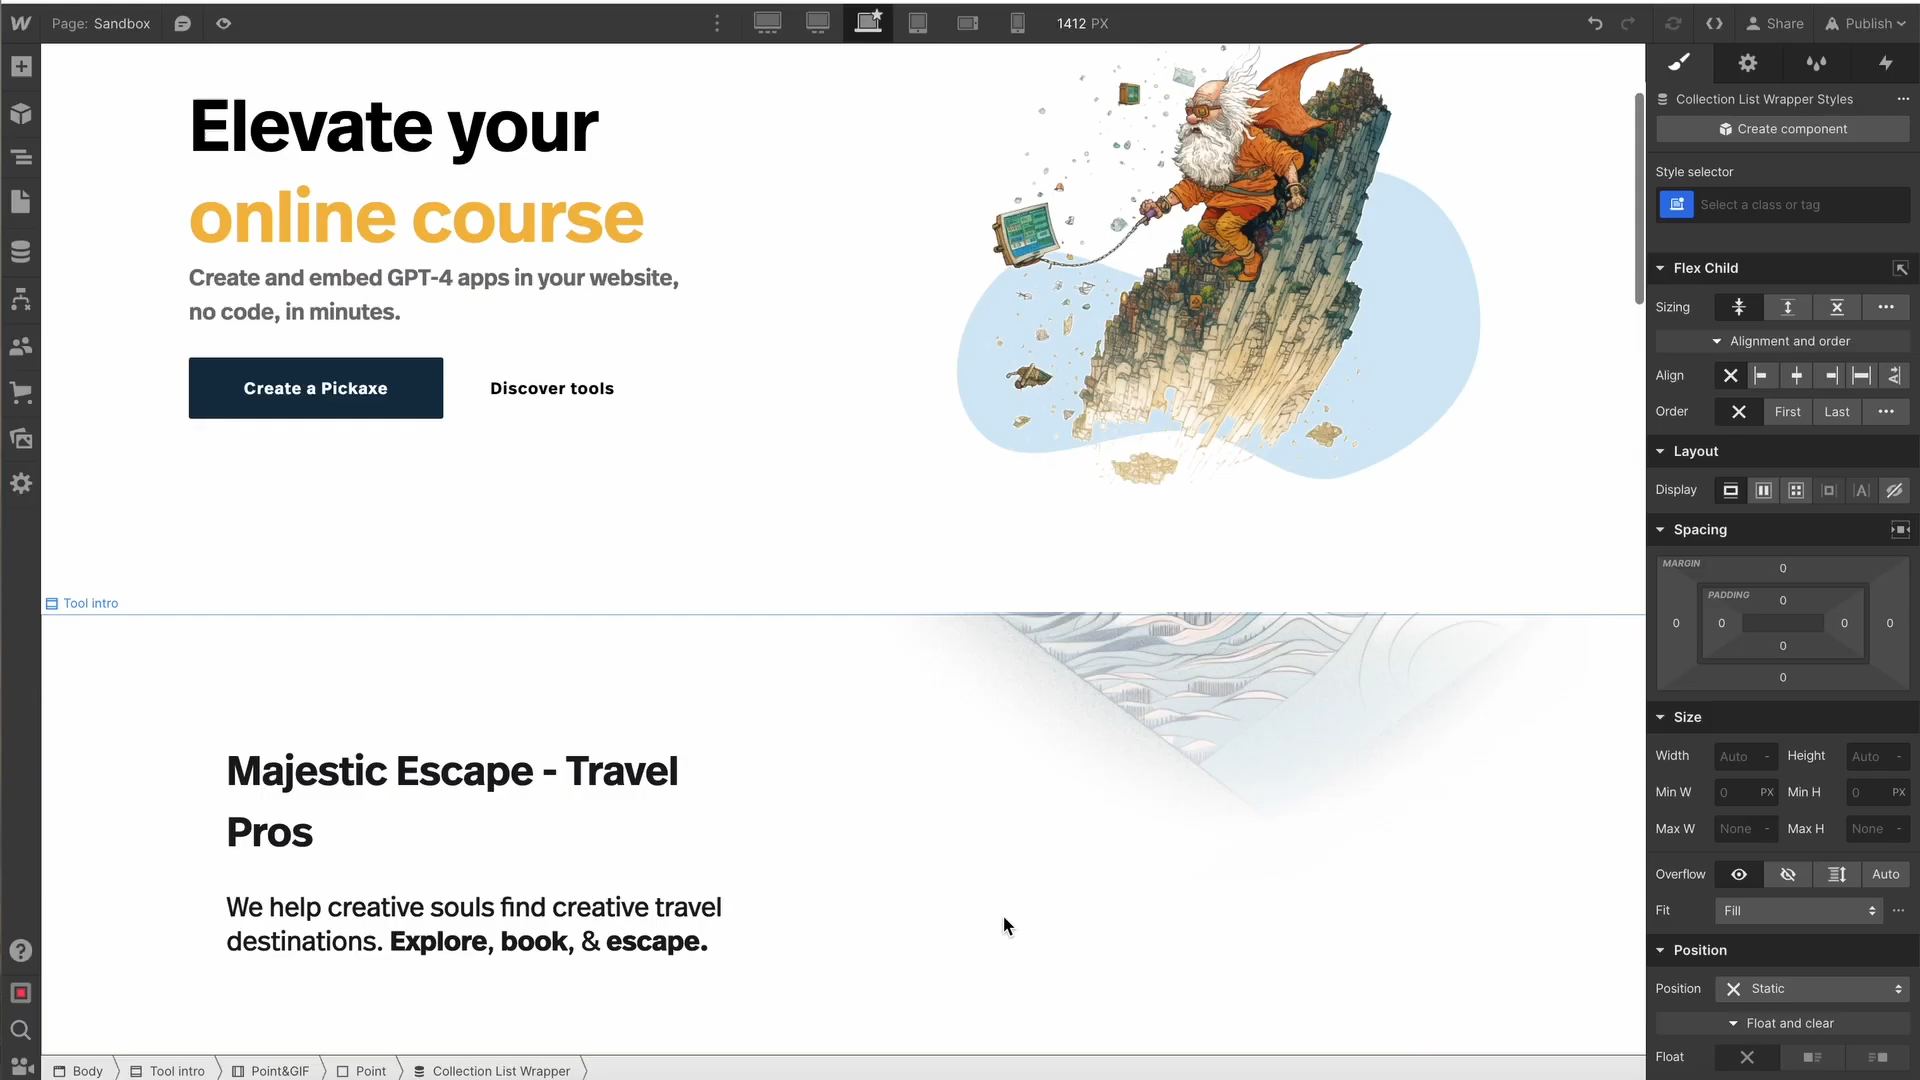 Page: Sandbox
1412 PX
Share
Publish
Elevate your
online course
Create and embed GPT-4 apps in your website,
no code, in minutes.
Create a Pickaxe
Discover tools
Tool intro
Majestic Escape - Travel
Pros
We help creative souls find creative travel
destinations. Explore, book, & escape.
Body
Tool intro
Point&GIF
Point
Collection List Wrapper
Collection List Wrapper Styles
Create component
Style selector
Select a class or tag
Flex Child
Sizing
Alignment and order
Align
Order First Last
Layout
Display
Spacing
MARGIN
0
PADDING
0
0 0 0 0
0
0
Size
Width Auto - Height Auto -
Min W 0 PX Min H 0 PX
Max W None - Max H None -
Overflow Auto
Fit Fill
Position
Position Static
Float and clear
Float